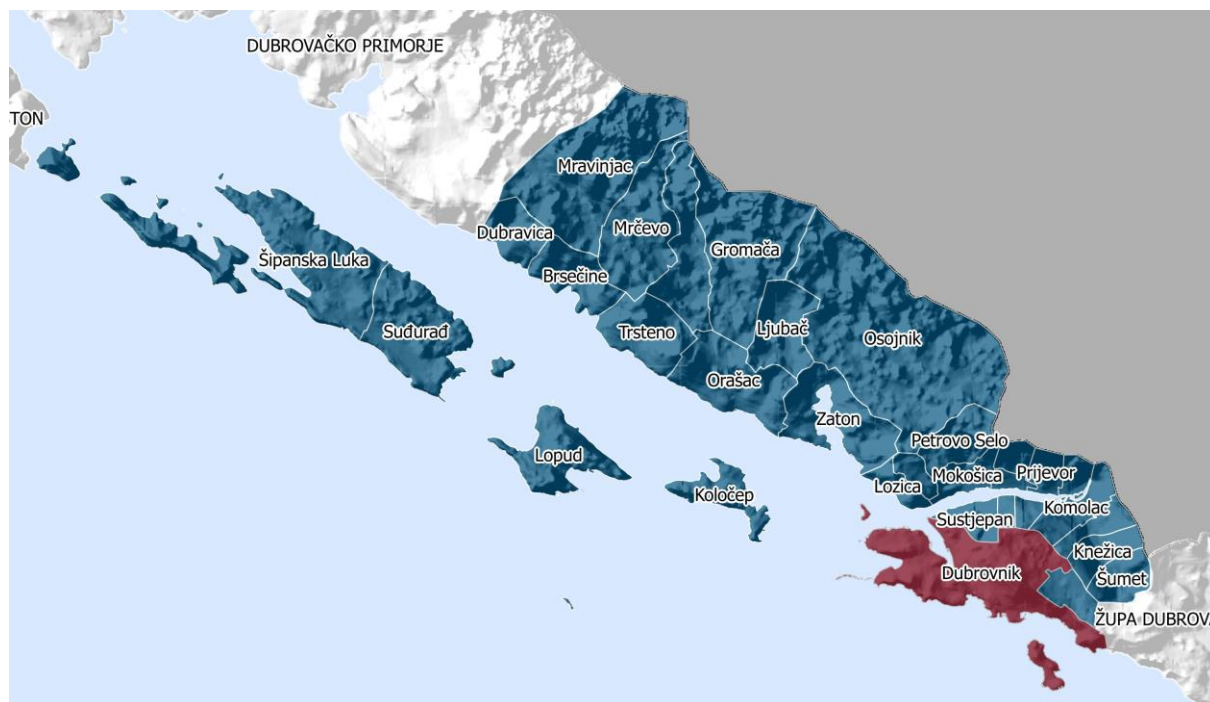 DUBROVAČKO PRIMORJE
TON
Mravinjac
Dubravica
Mrčevo
Gromača
Šipanska Luka
Brsečine
Suđurađ
Trsteno
Ljubač
Osojnik
Orašac
Zaton
Petrovo Selo
Lopud
Mokošica
Prijevor
Lozica
Koločep
Komolac
Sustjepan
Knežica
Dubrovnik
Šumet
ŽUPA DUBROVA